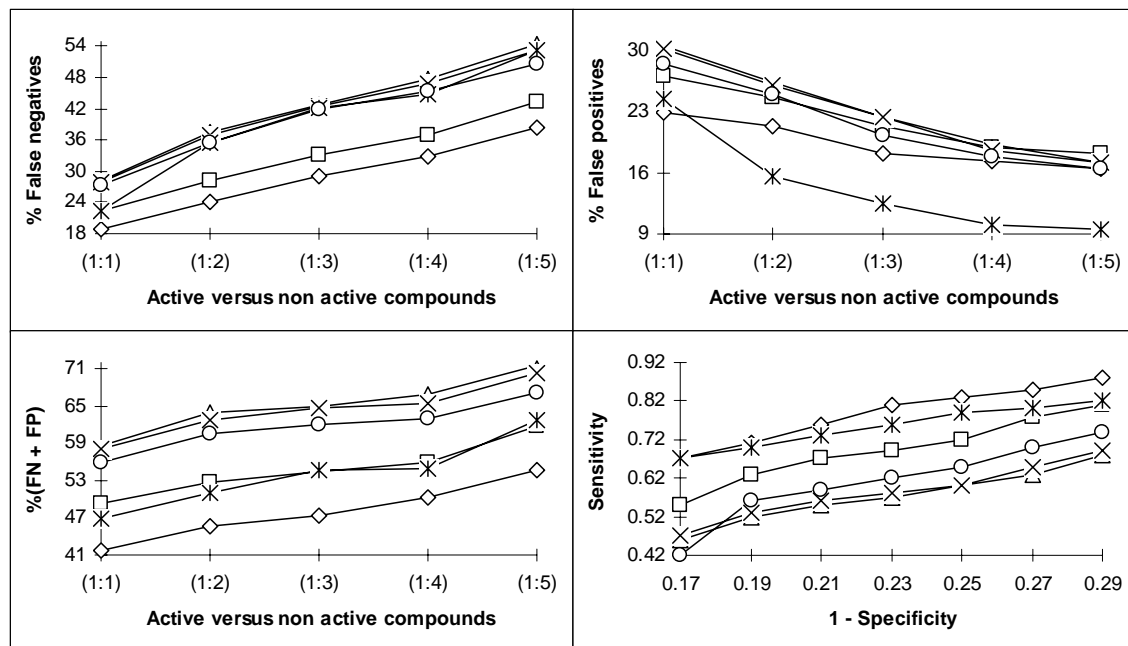 % False negatives
54
48
42
36
30
24
18
(1:1) (1:2) (1:3) (1:4) (1:5)
Active versus non active compounds
% False positives
30
23
16
9
(1:1) (1:2) (1:3) (1:4) (1:5)
Active versus non active compounds
%(FN + FP)
71
65
59
53
47
41
(1:1) (1:2) (1:3) (1:4) (1:5)
Active versus non active compounds
Sensitivity
0.92
0.82
0.72
0.62
0.52
0.42
0.17 0.19 0.21 0.23 0.25 0.27 0.29
1 - Specificity